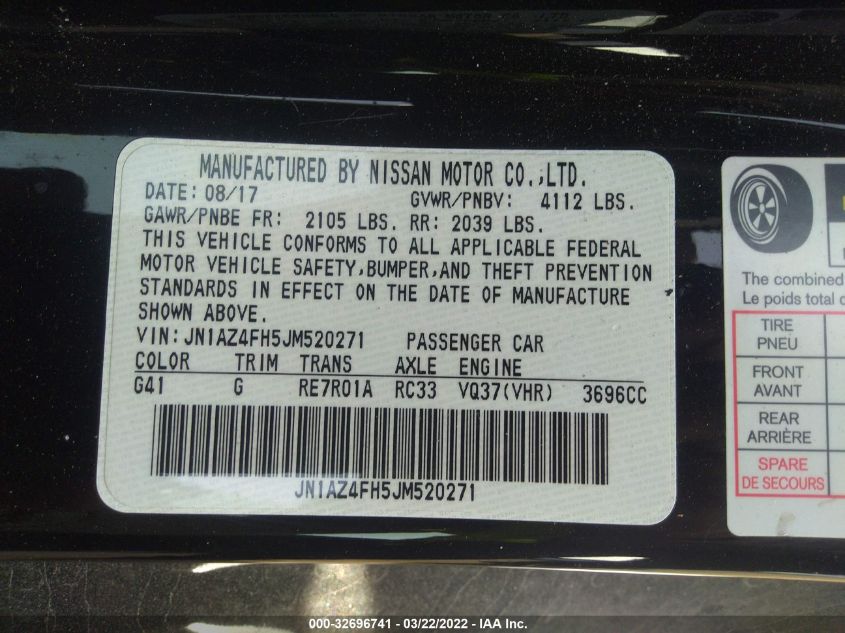 MANUFACTURED BY NISSAN MOTOR CO.,LTD.
DATE: 08/17 GVWR/PNBV: 4112 LBS.
GAWR/PNBE FR: 2105 LBS. RR: 2039 LBS.
THIS VEHICLE CONFORMS TO ALL APPLICABLE FEDERAL
MOTOR VEHICLE SAFETY,BUMPER,AND THEFT PREVENTION
STANDARDS IN EFFECT ON THE DATE OF MANUFACTURE
SHOWN ABOVE.
VIN:JN1AZ4FH5JM520271 PASSENGER CAR
COLOR TRIM TRANS AXLE ENGINE
G41 G RE7R01A RC33 VQ37(VHR) 3696CC
JN1AZ4FH5JM520271
The combined
Le poids total
TIRE
PNEU
FRONT
AVANT
REAR
ARRIÈRE
SPARE
DE SECOURS
000-32696741 - 03/22/2022 - IAA Inc.